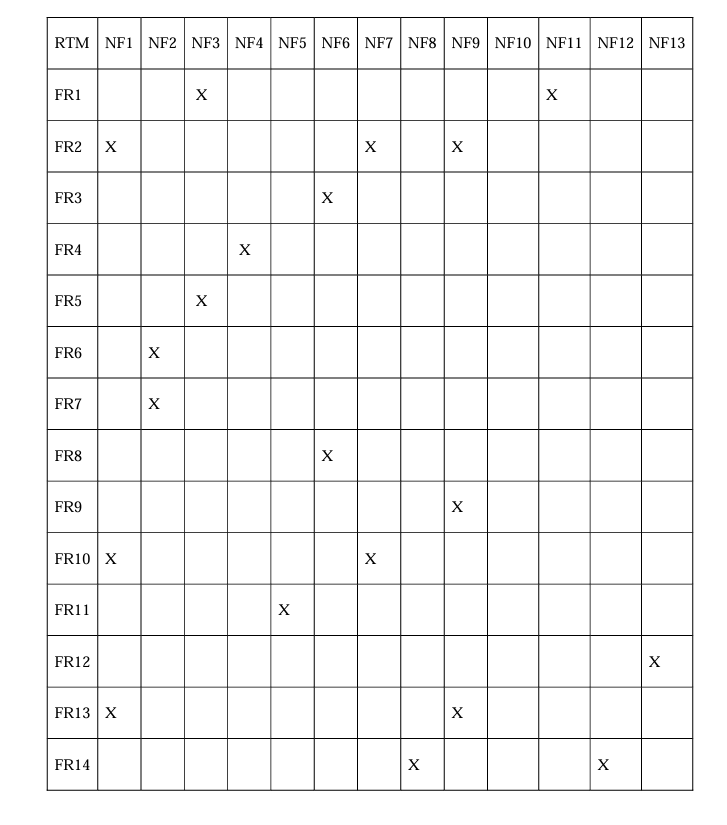 RTM NF1 NF2 NF3 NF4 NF5 NF6 NF7 NF8 NF9 NF10 NF11 NF12 NF13
FR1 X X
FR2 X X X
FR3 X
FR4 X
FR5 X
FR6 X
FR7 X
FR8 X
FR9 X
FR10 X X
FR11 X
FR12 X
FR13 X X
FR14 X X